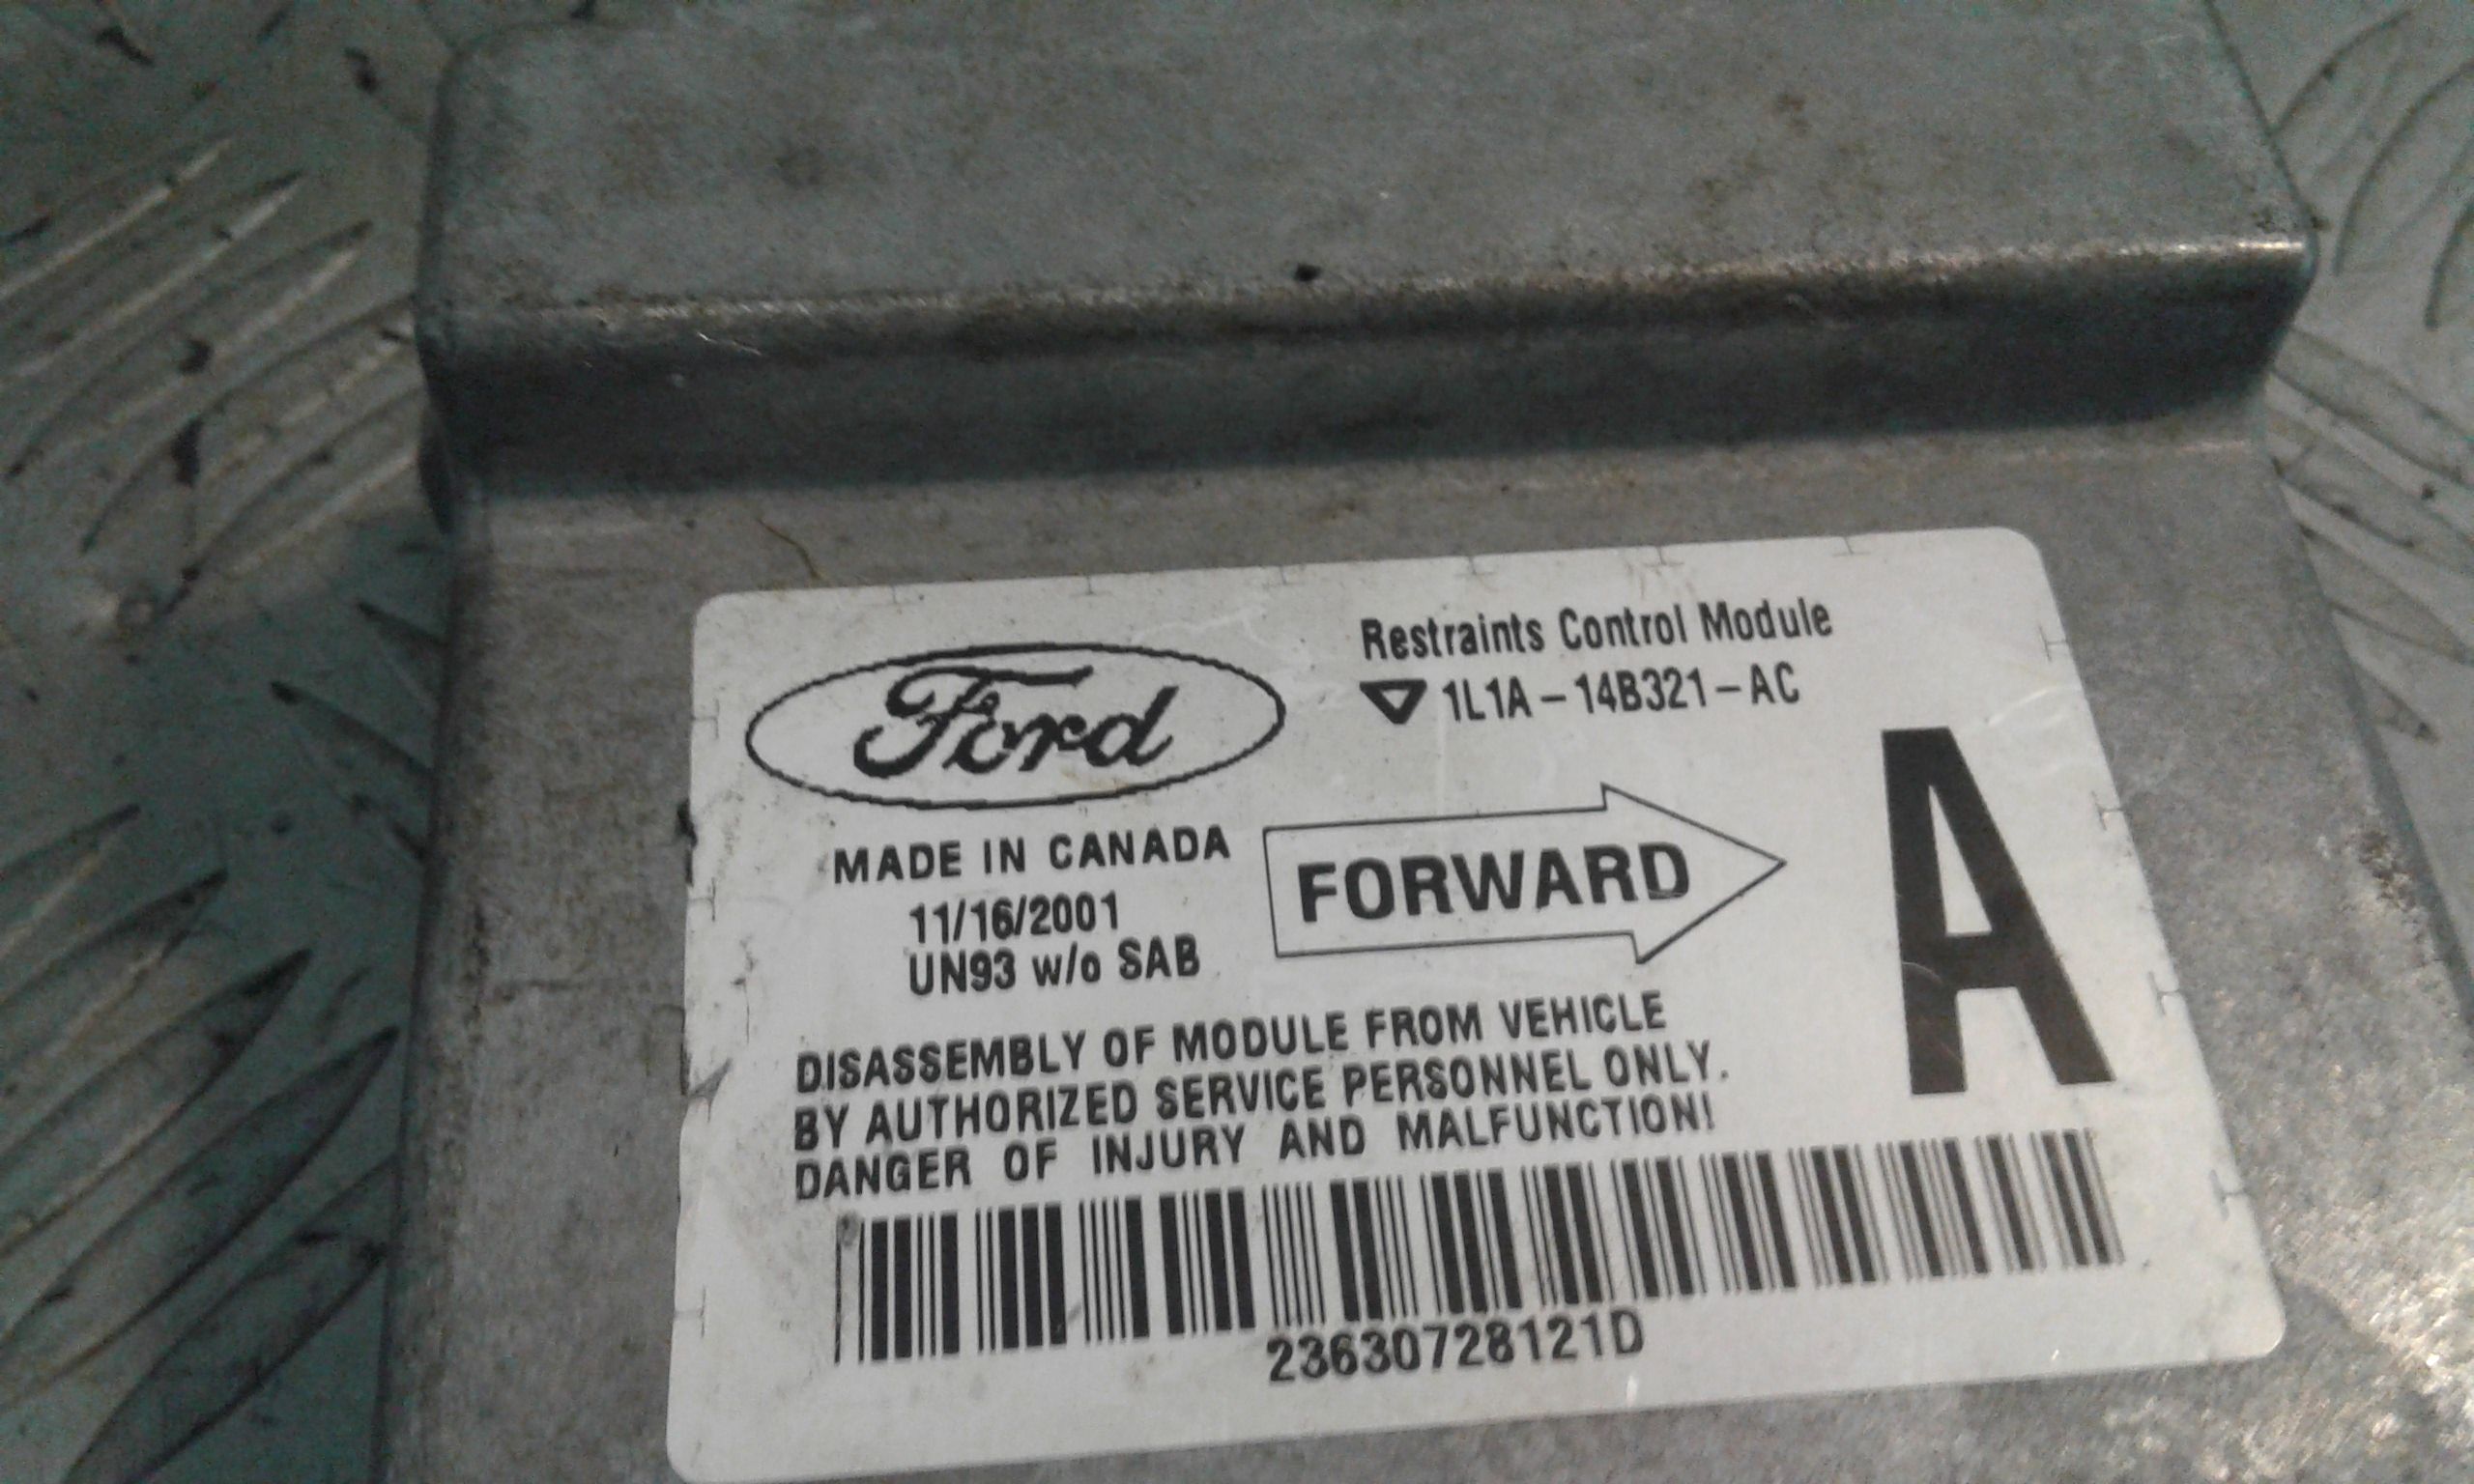 Ford
Restraints Control Module
1L1A-14B321-AC
MADE IN CANADA
11/16/2001
UN93 w/o SAB
FORWARD
A
DISASSEMBLY OF MODULE FROM VEHICLE
BY AUTHORIZED SERVICE PERSONNEL ONLY.
DANGER OF INJURY AND MALFUNCTION!
23630728121D